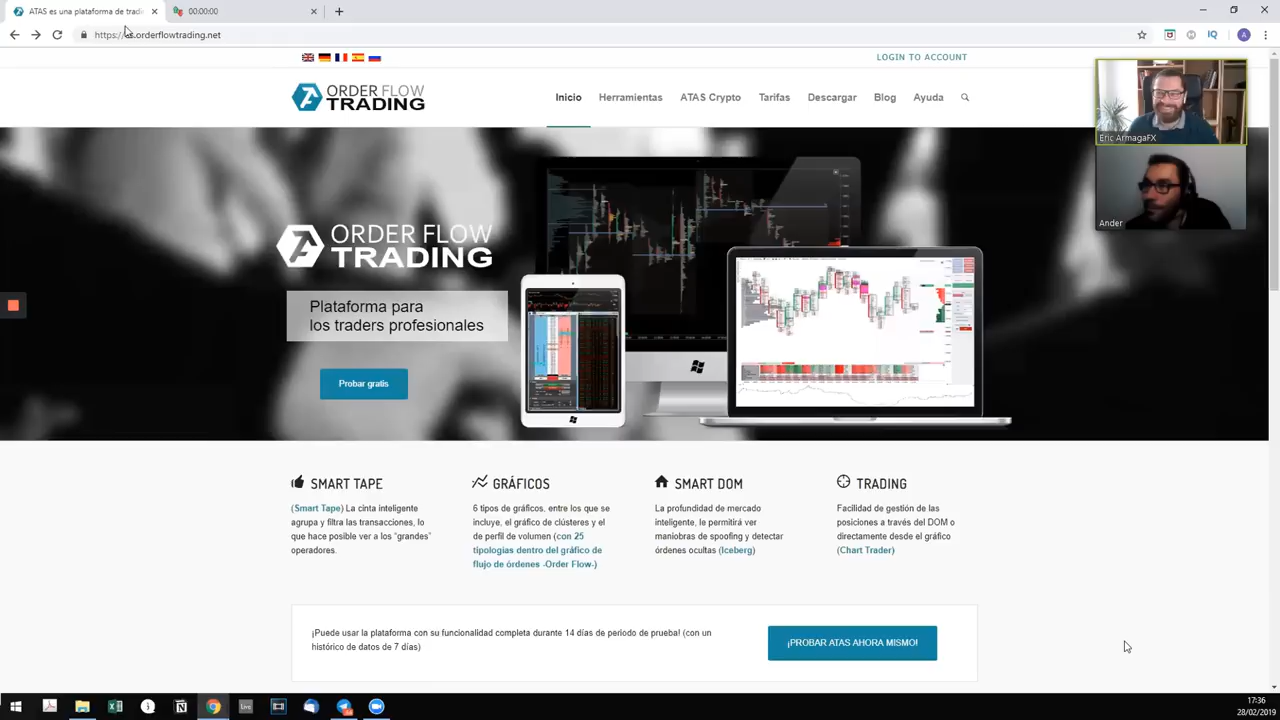 ATAS es una plataforma de tradi
00:00:00
orderflowtrading.net
LOGIN TO ACCOUNT
ORDER FLOW
TRADING
Inicio
Herramientas
ATAS Crypto
Tarifas
Descargar
Blog
Ayuda
Eric ArmagaFX
Ander
ORDER FLOW
TRADING
Plataforma para
los traders profesionales
Probar gratis
SMART TAPE
(Smart Tape) La cinta inteligente
agrupa y filtra las transacciones, lo
que hace posible ver a los "grandes"
operadores.
GRÁFICOS
6 tipos de gráficos, entre los que se
incluye, el gráfico de clústeres y el
de perfil de volumen (con 25
tipologías dentro del gráfico de
flujo de órdenes -Order Flow-)
SMART DOM
La profundidad de mercado
inteligente, le permitirá ver
maniobras de spoofing y detectar
órdenes ocultas (Iceberg)
TRADING
Facilidad de gestión de las
posiciones a través del DOM o
directamente desde el gráfico
(Chart Trader)
¡Puede usar la plataforma con su funcionalidad completa durante 14 días de período de prueba! (con un
histórico de datos de 7 días)
¡PROBAR ATAS AHORA MISMO!
17:36
28/02/2019